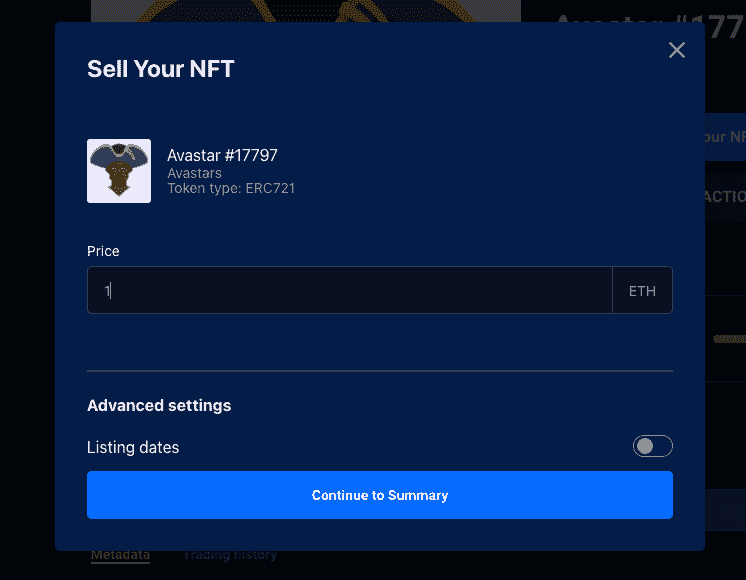 Avastar #177
Sell Your NFT
Avastar #17797
Avastars
Token type: ERC721
our NF
ACTIO
Price
1
ETH
Advanced settings
Listing dates
Continue to Summary
Metadata
Trading history